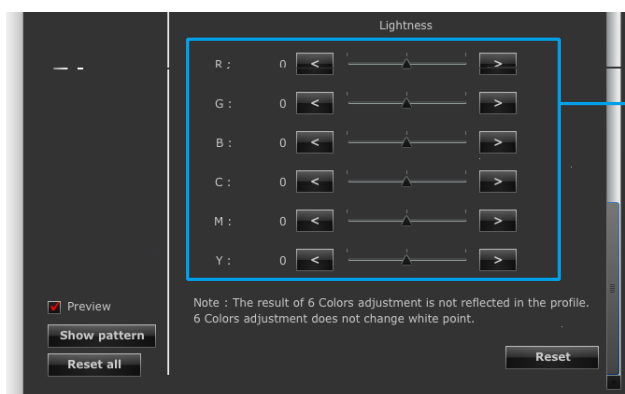 Lightness
R : 0 < >
G : 0 < >
B : 0 < >
C : 0 < >
M : 0 < >
Y : 0 < >
Preview
Note : The result of 6 Colors adjustment is not reflected in the profile.
6 Colors adjustment does not change white point.
Show pattern
Reset all
Reset